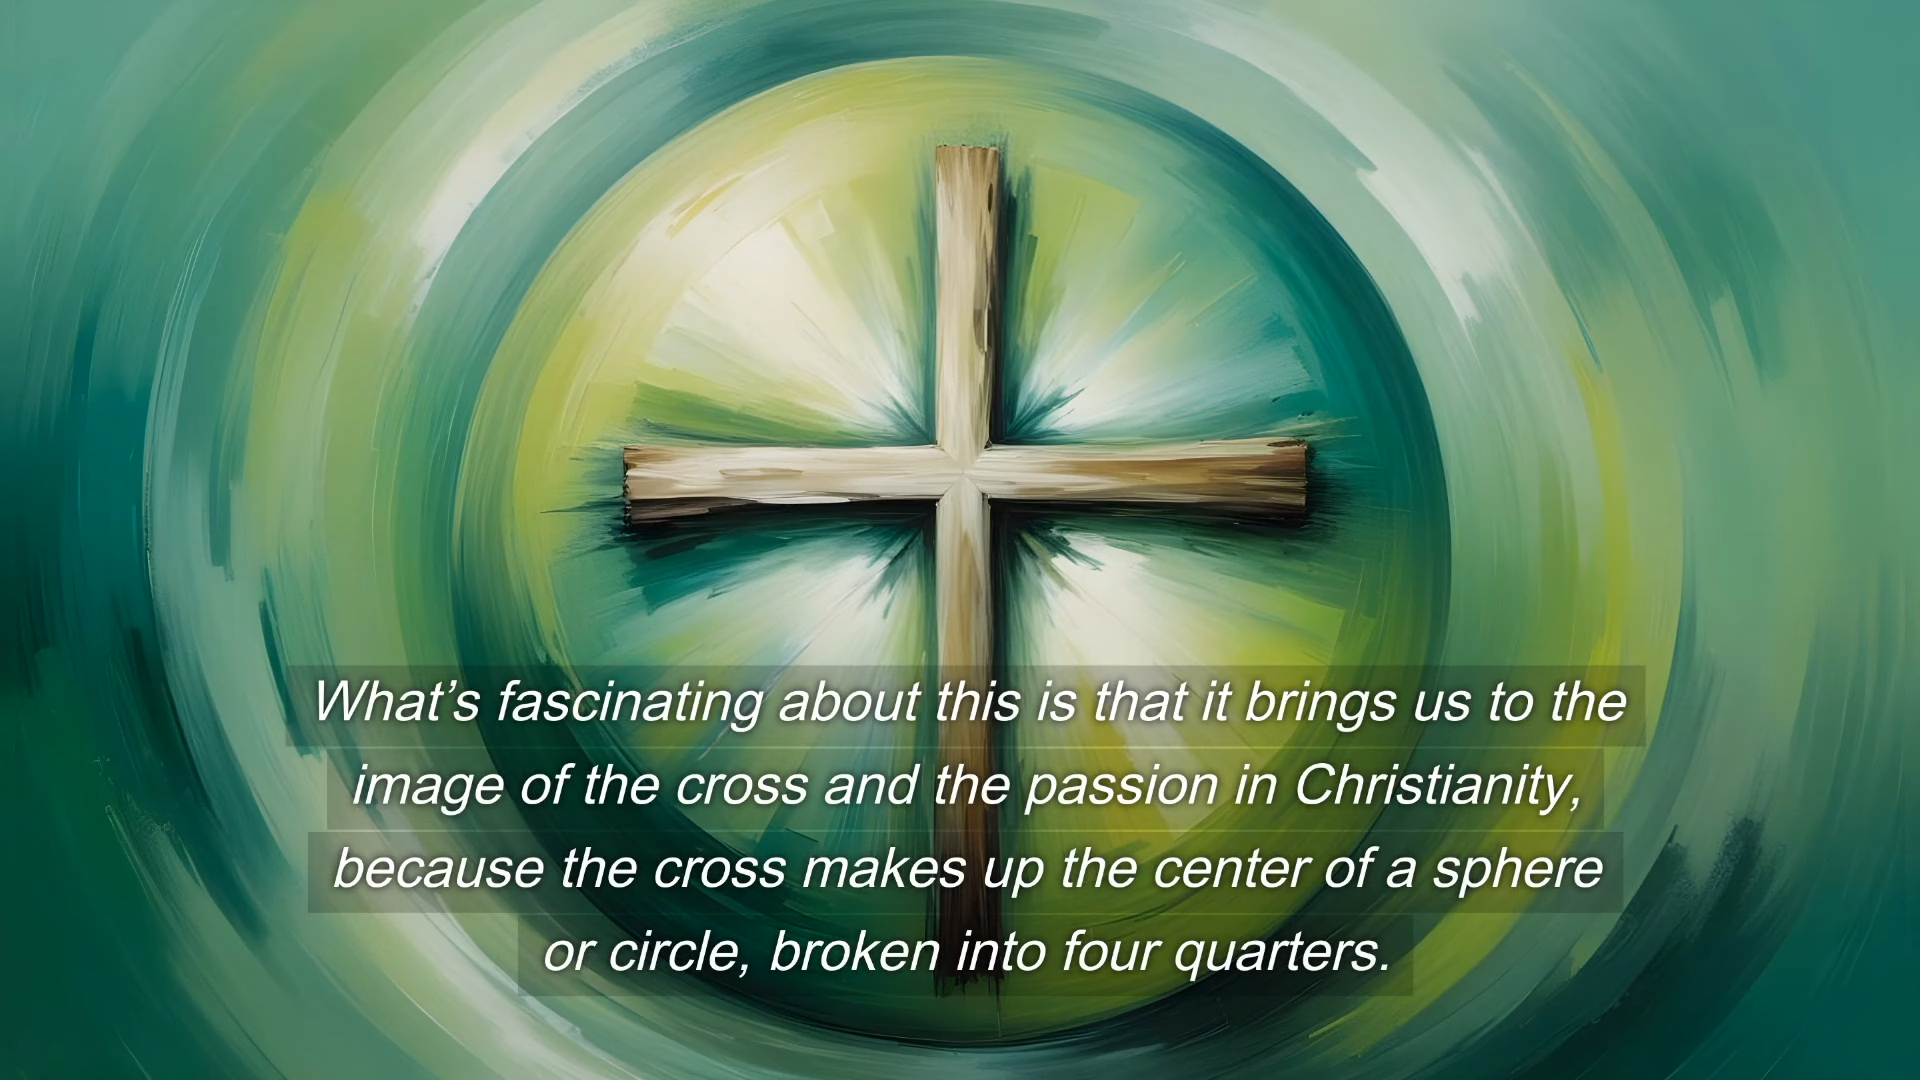 What’s fascinating about this is that it brings us to the
image of the cross and the passion in Christianity,
because the cross makes up the center of a sphere
or circle, broken into four quarters.